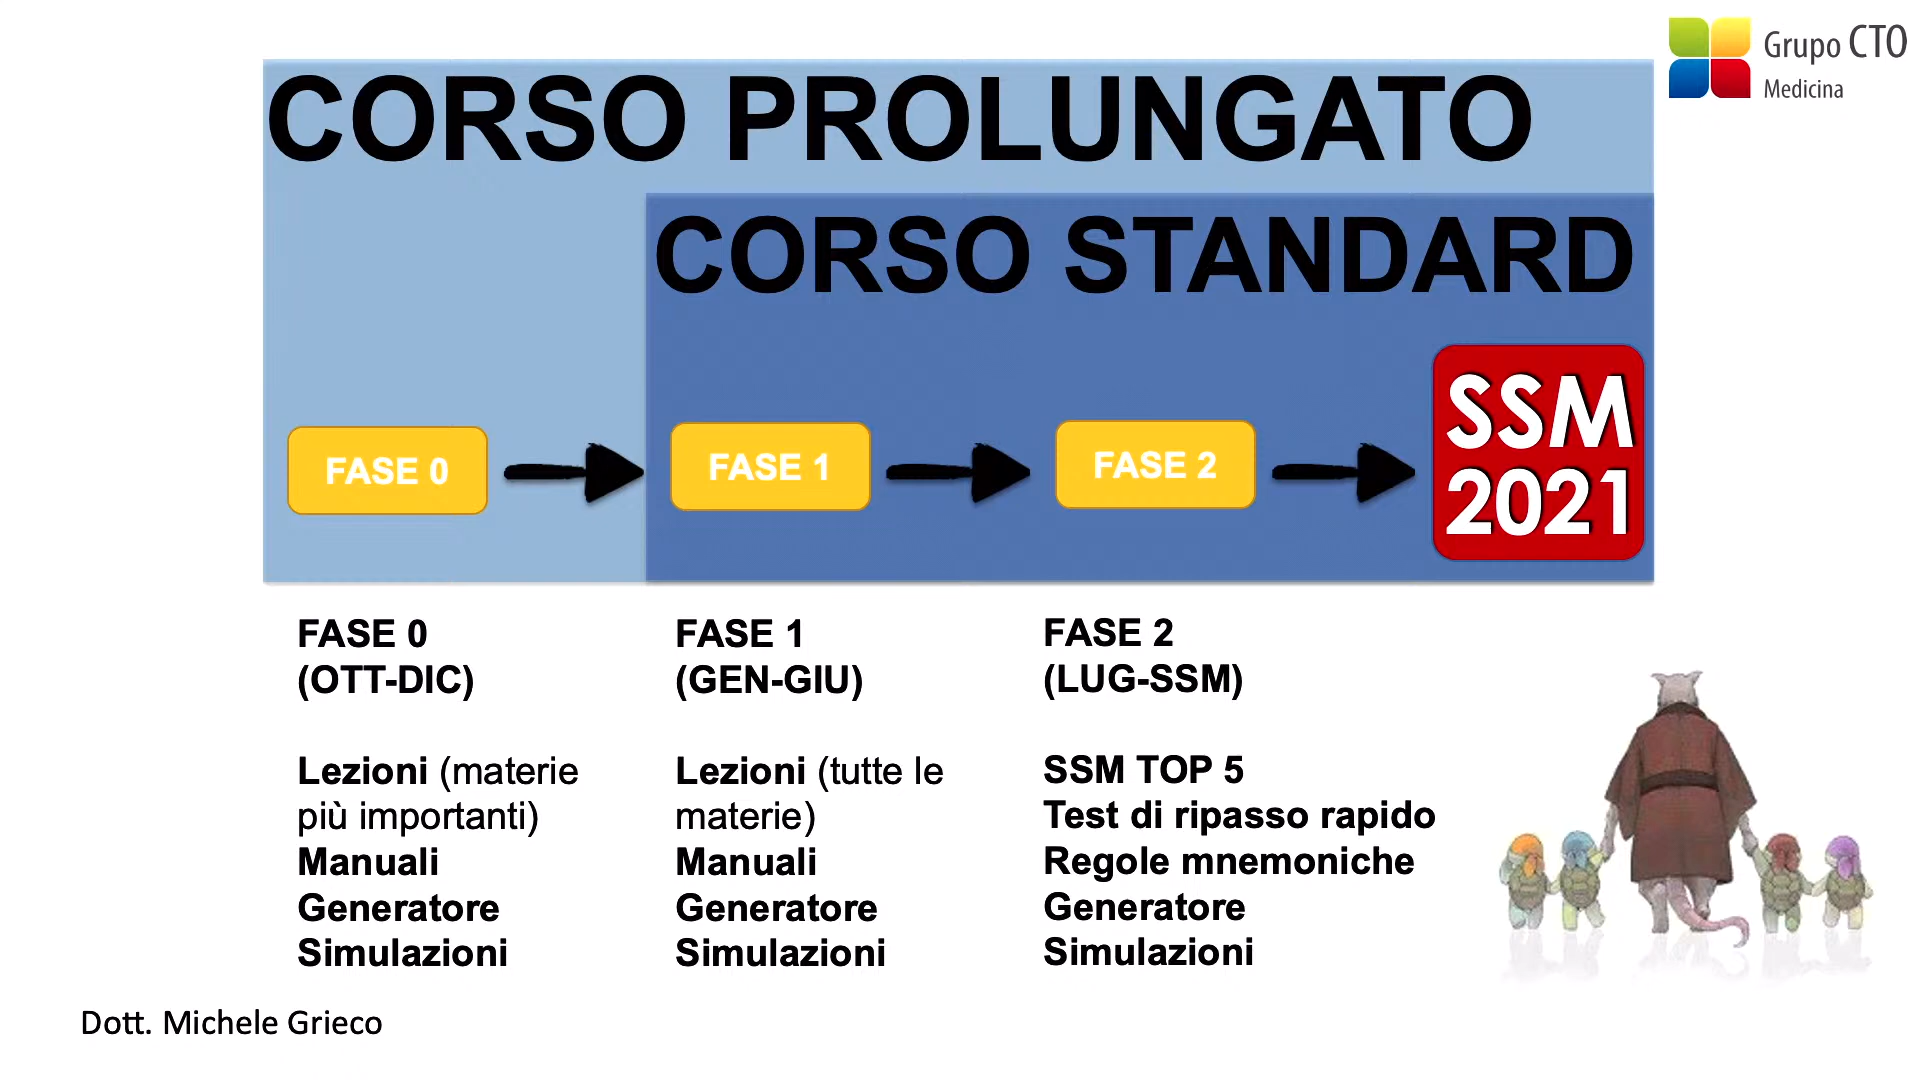 Grupo CTO
Medicina
CORSO PROLUNGATO
CORSO STANDARD
FASE 0
FASE 1
FASE 2
SSM
2021
FASE 0
(OTT-DIC)
Lezioni (materie
più importanti)
Manuali
Generatore
Simulazioni
FASE 1
(GEN-GIU)
Lezioni (tutte le
materie)
Manuali
Generatore
Simulazioni
FASE 2
(LUG-SSM)
SSM TOP 5
Test di ripasso rapido
Regole mnemoniche
Generatore
Simulazioni
Dott. Michele Grieco